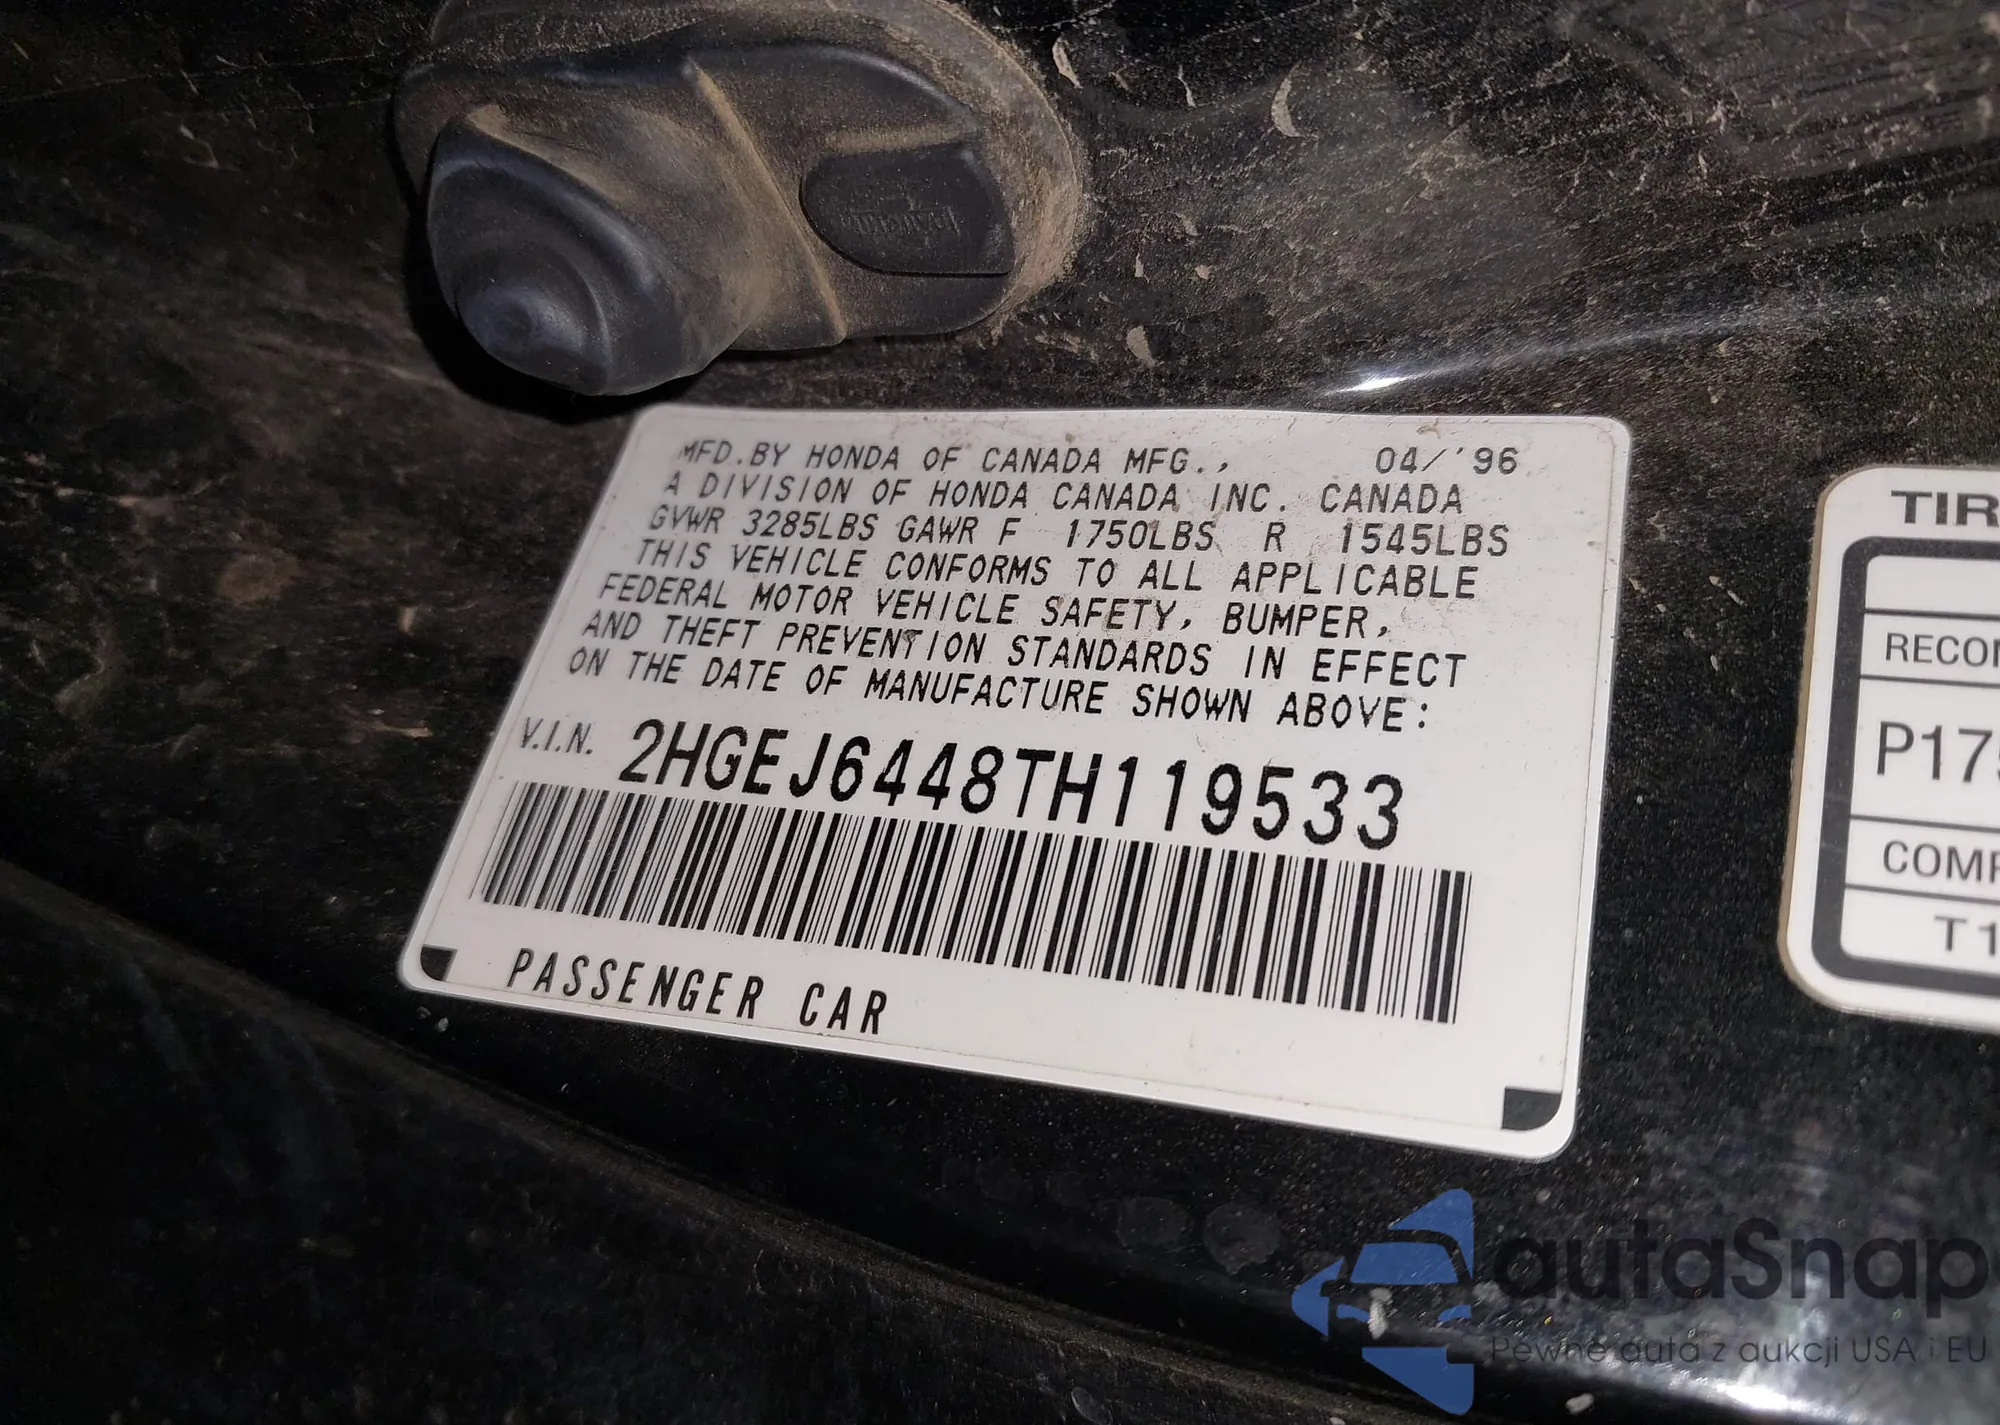 MFD.BY HONDA OF CANADA MFG., 04/'96
A DIVISION OF HONDA CANADA INC. CANADA
GVWR 3285LBS GAWR F 1750LBS R 1545LBS
THIS VEHICLE CONFORMS TO ALL APPLICABLE
FEDERAL MOTOR VEHICLE SAFETY, BUMPER,
AND THEFT PREVENTION STANDARDS IN EFFECT
ON THE DATE OF MANUFACTURE SHOWN ABOVE:
V.I.N. 2HGEJ6448TH119533
PASSENGER CAR
TIR
RECOM
P175
COMP
T1
autaSnap
Pewne auta z aukcji USA i EU